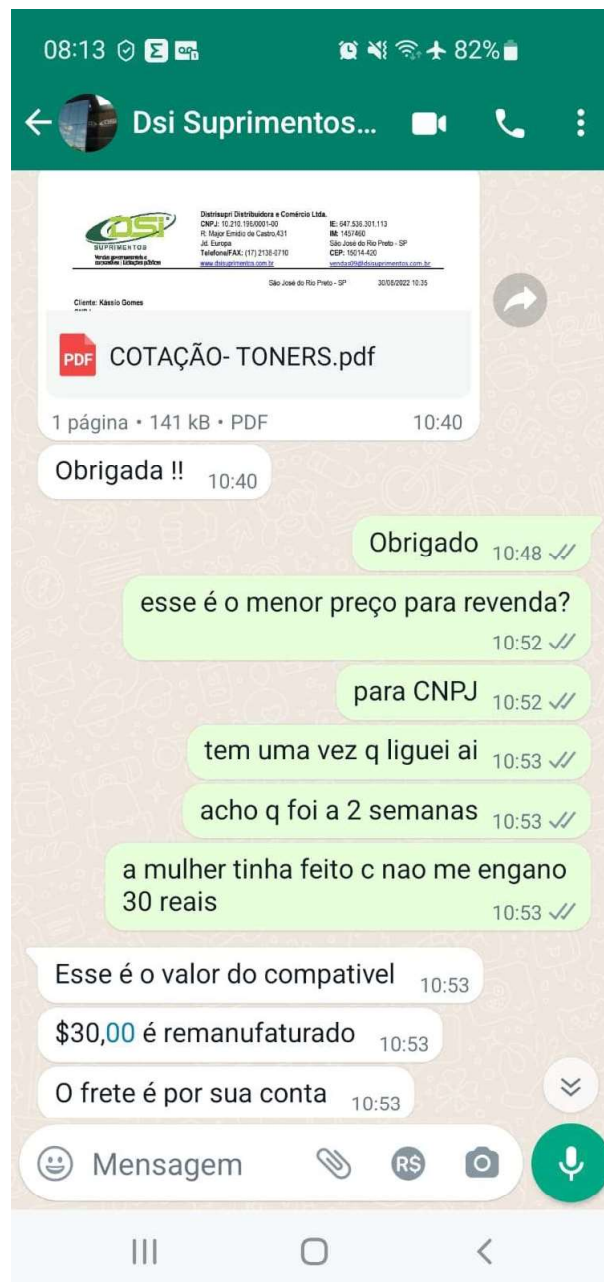 08:13
82%
Dsi Suprimentos...
DSi
SUPRIMENTOS
Distrisupri Distribuidora e Comércio Ltda.
CNPJ: 10.210.196/0001-00 IE: 647.536.301.113
R. Major Emidio de Castro,431 IM: 1457460
Jd. Europa São José do Rio Preto - SP
Telefone/FAX: (17) 2138-6710 CEP: 15014-420
www.dsisuprimentos.com.br vendas09@dsisuprimentos.com.br
São José do Rio Preto - SP 30/08/2022 10:35
Cliente: Kássio Gomes
PDF COTAÇÃO- TONERS.pdf
1 página • 141 kB • PDF 10:40
Obrigada !! 10:40
Obrigado 10:48
esse é o menor preço para revenda?
10:52
para CNPJ 10:52
tem uma vez q liguei ai 10:53
acho q foi a 2 semanas 10:53
a mulher tinha feito c nao me engano
30 reais 10:53
Esse é o valor do compativel 10:53
$30,00 é remanufaturado 10:53
O frete é por sua conta 10:53
Mensagem R$